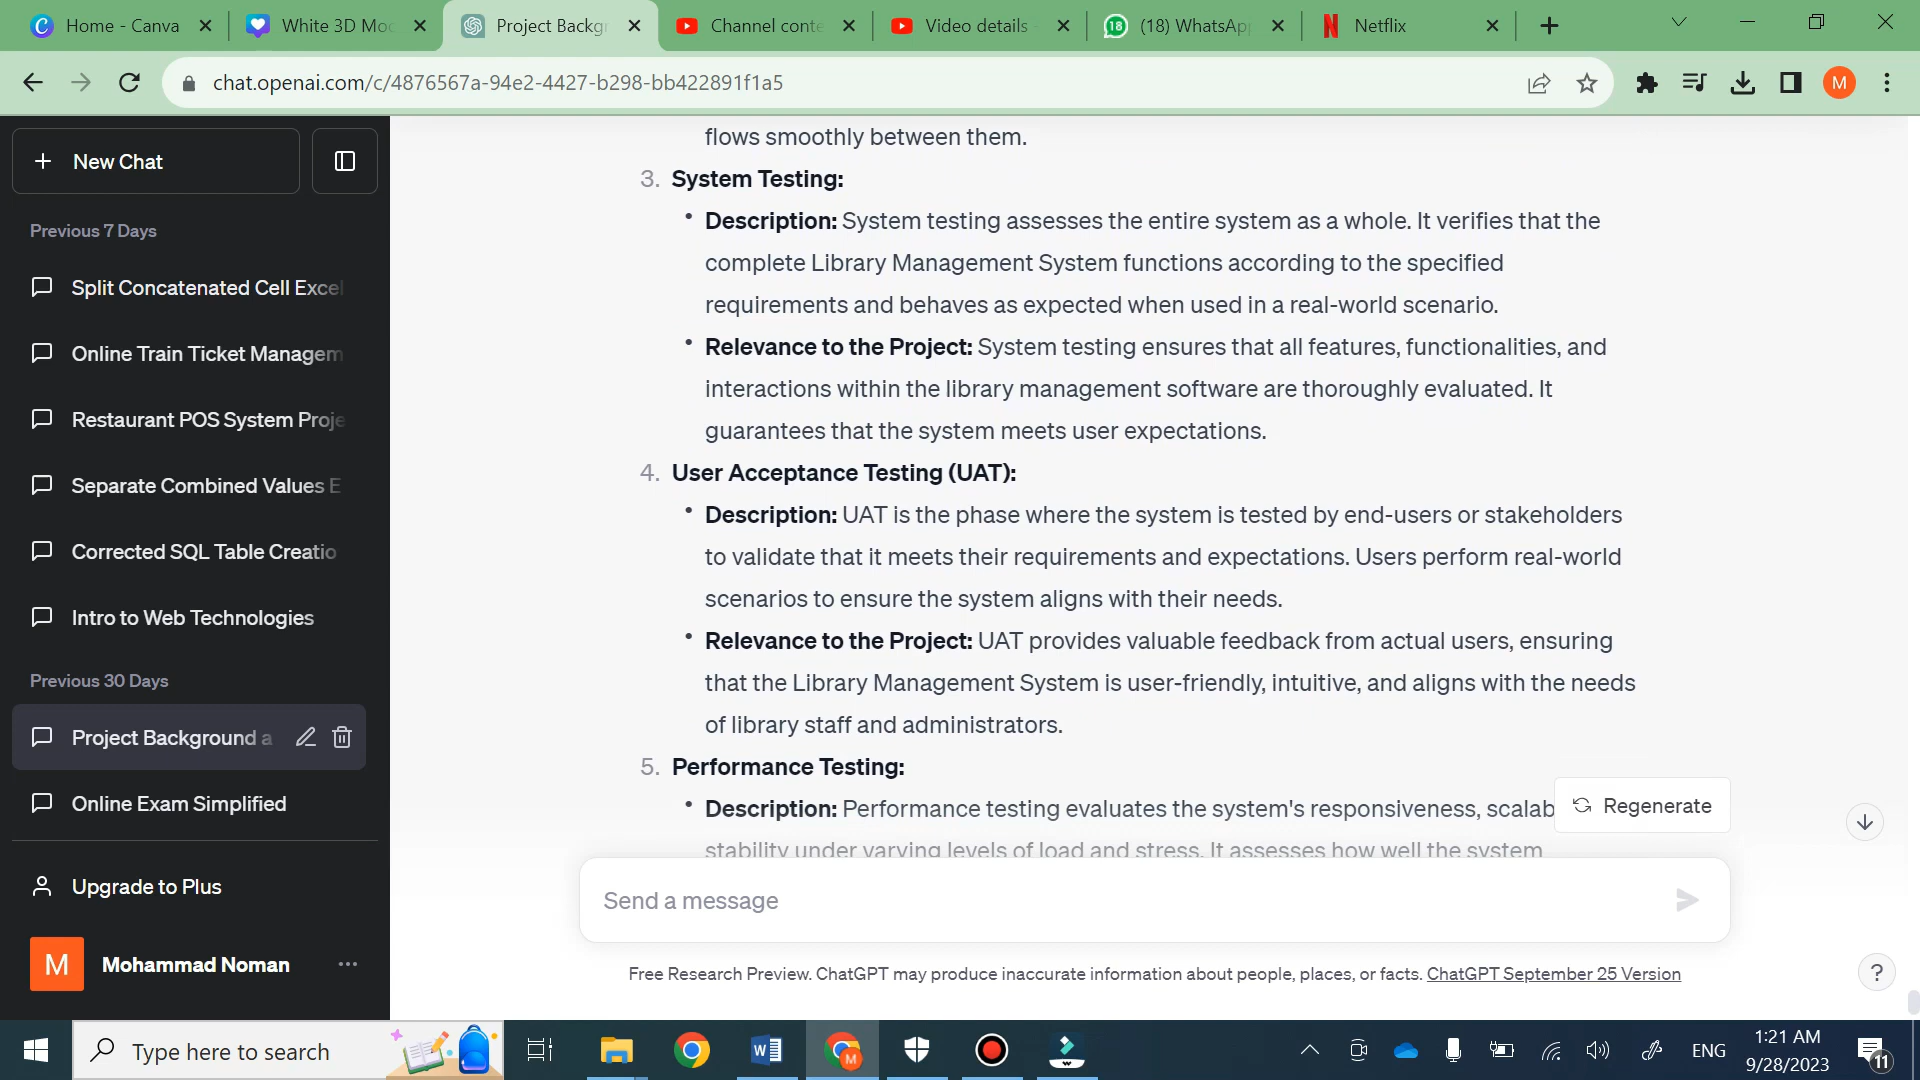 Home - Canva
White 3D Moc
Project Backgr
Channel conte
Video details
(18) WhatsApp
Netflix
chat.openai.com/c/4876567a-94e2-4427-b298-bb422891f1a5
M
New Chat
Previous 7 Days
Split Concatenated Cell Excel
Online Train Ticket Managem
Restaurant POS System Proje
Separate Combined Values E
Corrected SQL Table Creatio
Intro to Web Technologies
Previous 30 Days
Project Background a
Online Exam Simplified
Upgrade to Plus
M Mohammad Noman
flows smoothly between them.
3. System Testing:
• Description: System testing assesses the entire system as a whole. It verifies that the
complete Library Management System functions according to the specified
requirements and behaves as expected when used in a real-world scenario.
• Relevance to the Project: System testing ensures that all features, functionalities, and
interactions within the library management software are thoroughly evaluated. It
guarantees that the system meets user expectations.
4. User Acceptance Testing (UAT):
• Description: UAT is the phase where the system is tested by end-users or stakeholders
to validate that it meets their requirements and expectations. Users perform real-world
scenarios to ensure the system aligns with their needs.
• Relevance to the Project: UAT provides valuable feedback from actual users, ensuring
that the Library Management System is user-friendly, intuitive, and aligns with the needs
of library staff and administrators.
5. Performance Testing:
• Description: Performance testing evaluates the system's responsiveness, scalab
stability under varying levels of load and stress. It assesses how well the system
Regenerate
Send a message
Free Research Preview. ChatGPT may produce inaccurate information about people, places, or facts. ChatGPT September 25 Version
?
Type here to search
ENG
1:21 AM
9/28/2023
11